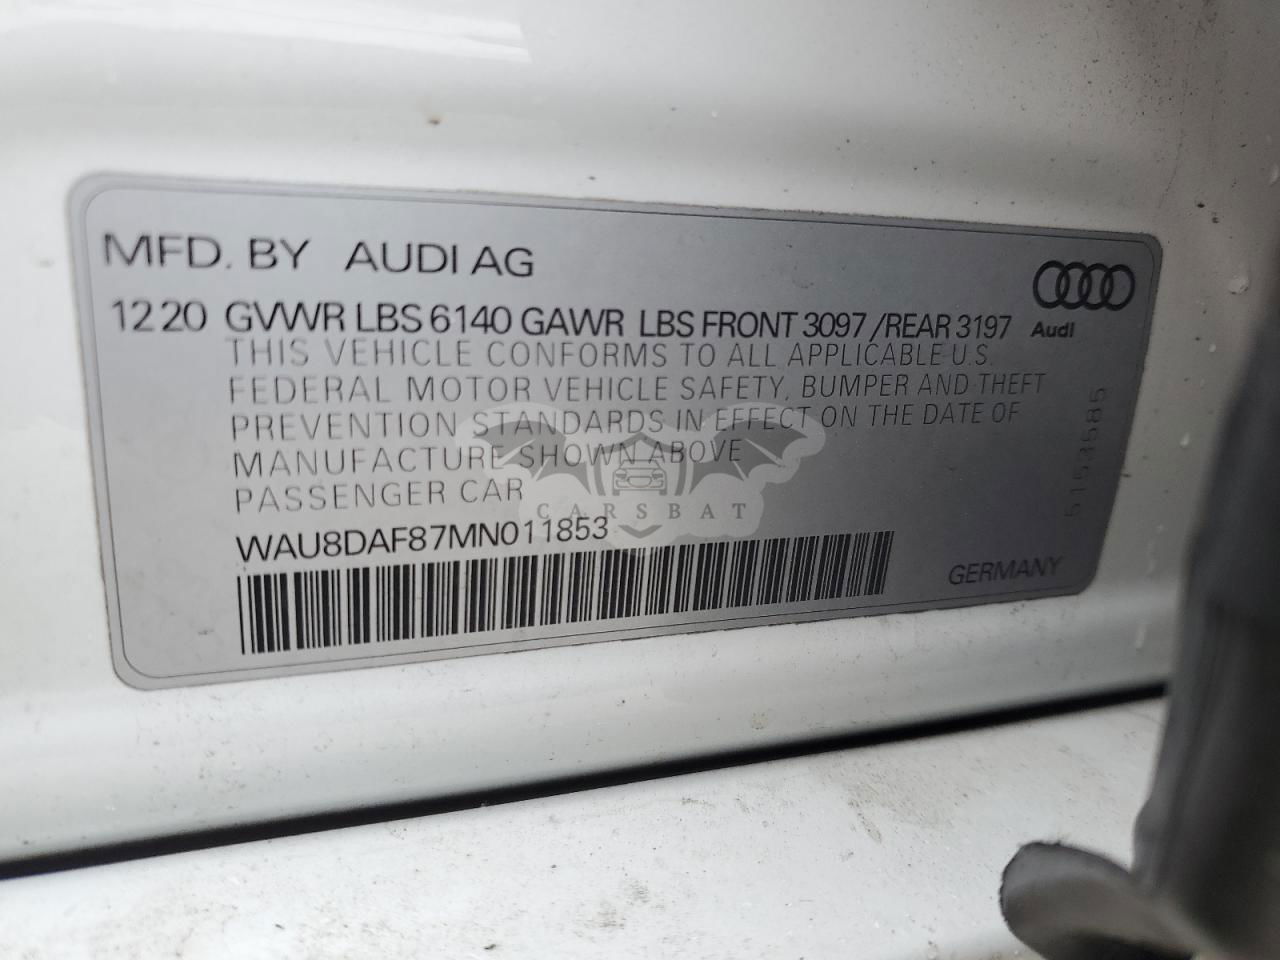 MFD. BY AUDI AG
12 20 GVWR LBS 6140 GAWR LBS FRONT 3097 /REAR 3197
Audi
THIS VEHICLE CONFORMS TO ALL APPLICABLE U.S.
FEDERAL MOTOR VEHICLE SAFETY, BUMPER AND THEFT
PREVENTION STANDARDS IN EFFECT ON THE DATE OF
MANUFACTURE SHOWN ABOVE
PASSENGER CAR
CARSBAT
WAU8DAF87MN011853
GERMANY